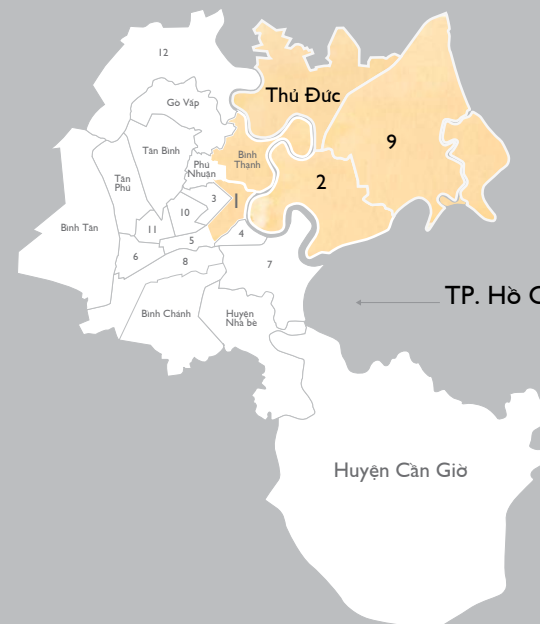 12
Gò Vấp
Thủ Đức
9
Tân Bình
Bình
Thạnh
Phú
Nhuận
Tân
Phú
2
3
1
10
Bình Tân
11
4
5
6
8
7
TP. Hồ C
Bình Chánh
Huyện
Nhà bè
Huyện Cần Giờ